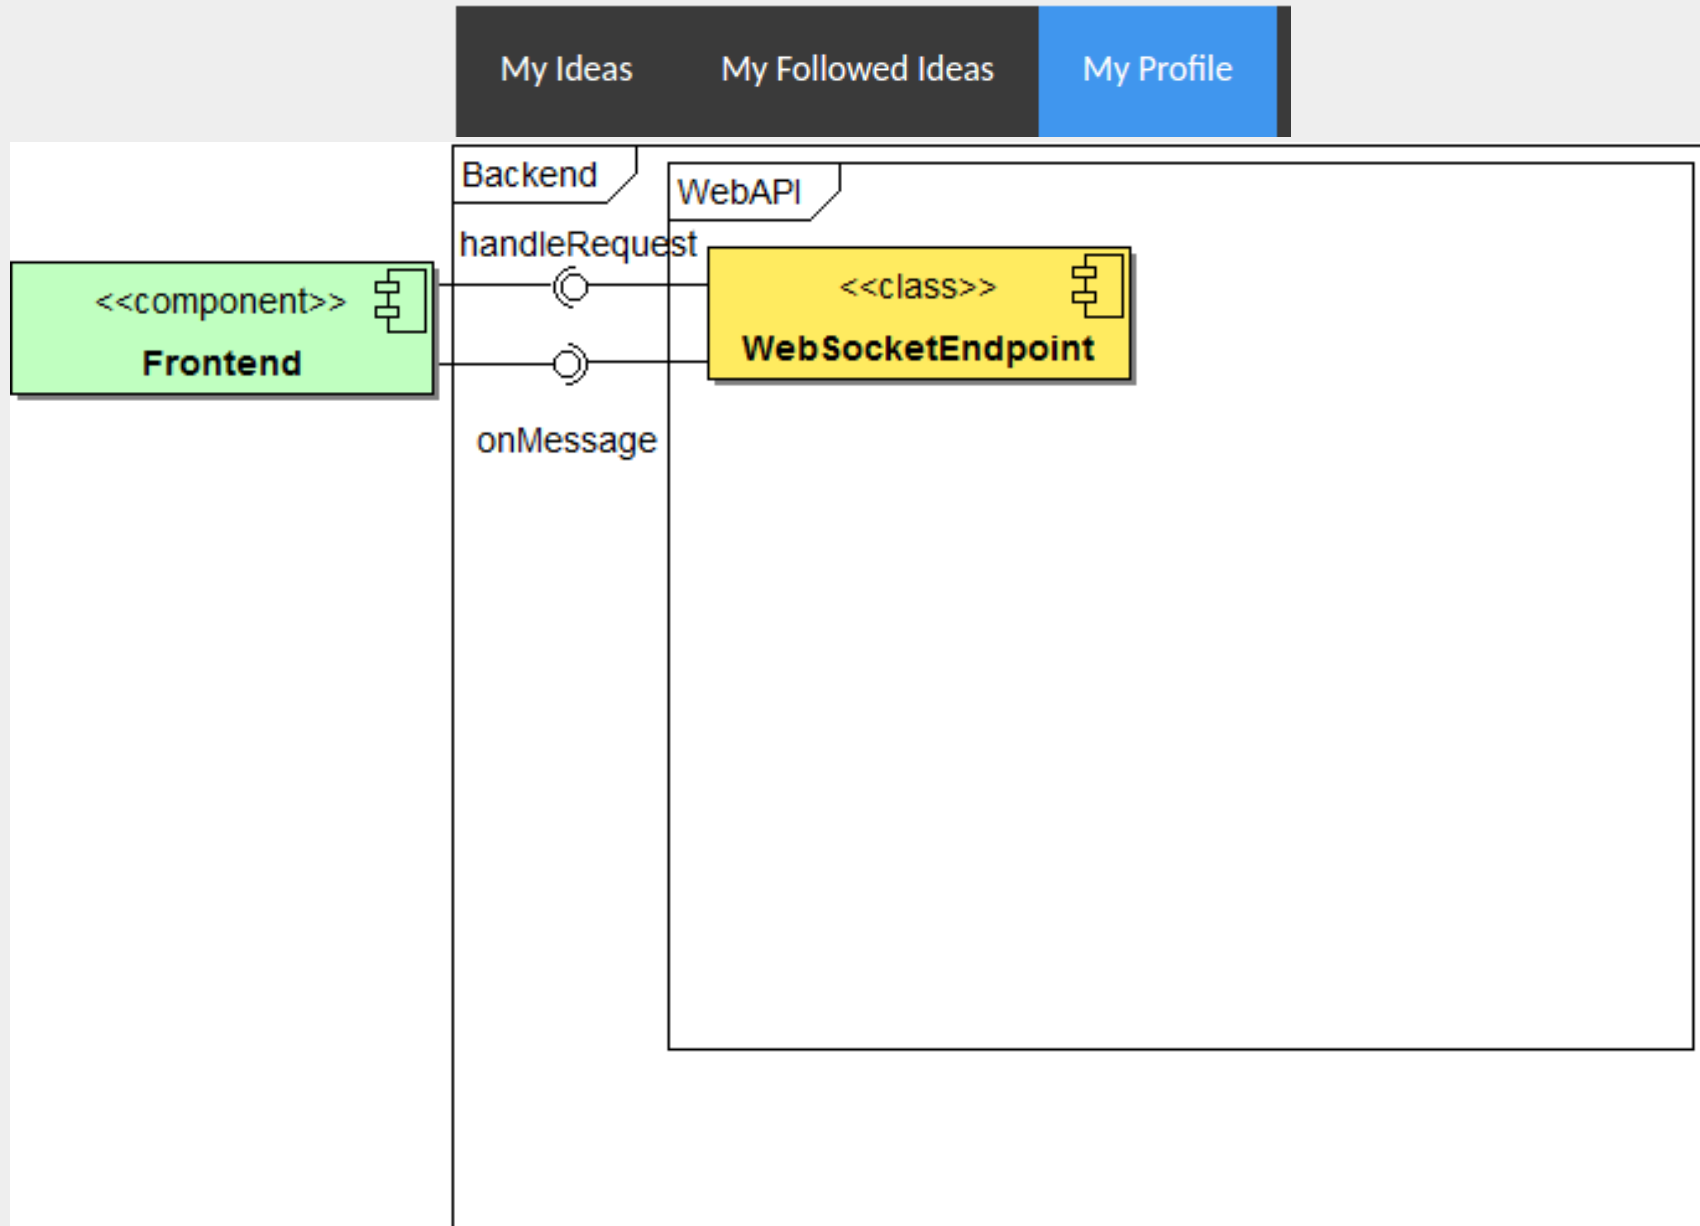 My Ideas My Followed Ideas My Profile
Backend
WebAPI
handleRequest
<<component>>
Frontend
<<class>>
WebSocketEndpoint
onMessage